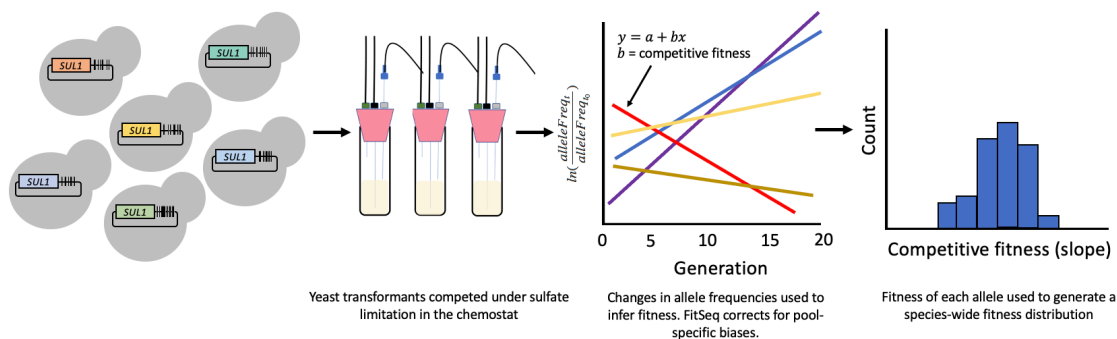 SUL1
SUL1
SUL1
SUL1
SUL1
SUL1
Yeast transformants competed under sulfate
limitation in the chemostat
y = a + bx
b = competitive fitness
ln(alleleFreq_t / alleleFreq_t0)
0 5 10 15 20
Generation
Changes in allele frequencies used to
infer fitness. FitSeq corrects for pool-
specific biases.
Count
Competitive fitness (slope)
Fitness of each allele used to generate a
species-wide fitness distribution